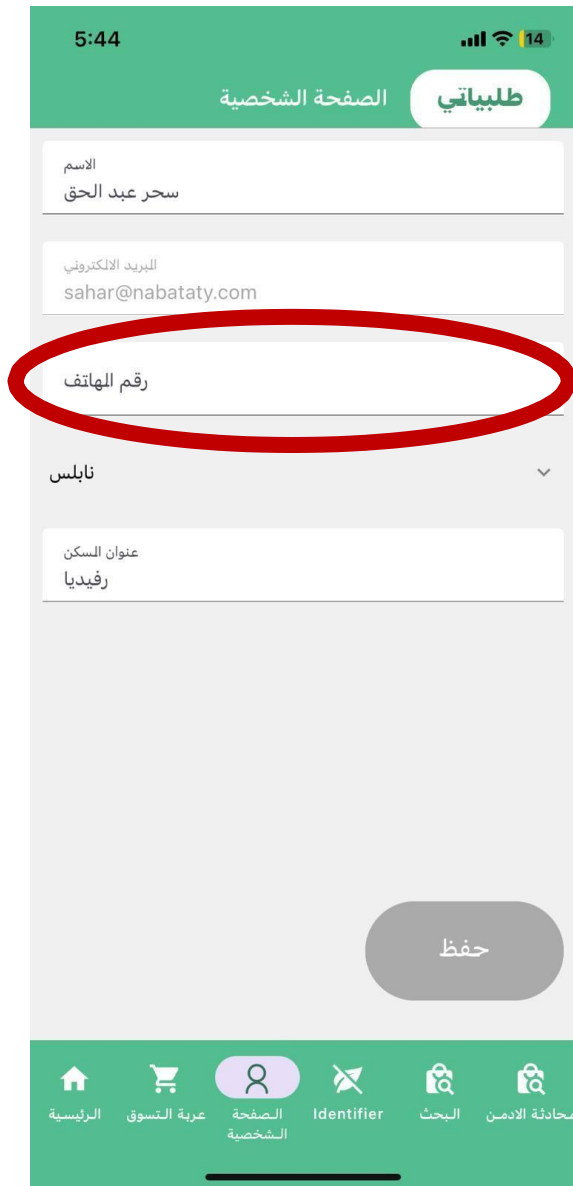 5:44
14
طلبياتي
الصفحة الشخصية
الاسم
سحر عبد الحق
البريد الالكتروني
sahar@nabataty.com
رقم الهاتف
نابلس
عنوان السكن
رفيديا
حفظ
محادثة الادمن
البحث
Identifier
الصفحة
الشخصية
عربة التسوق
الرئيسية